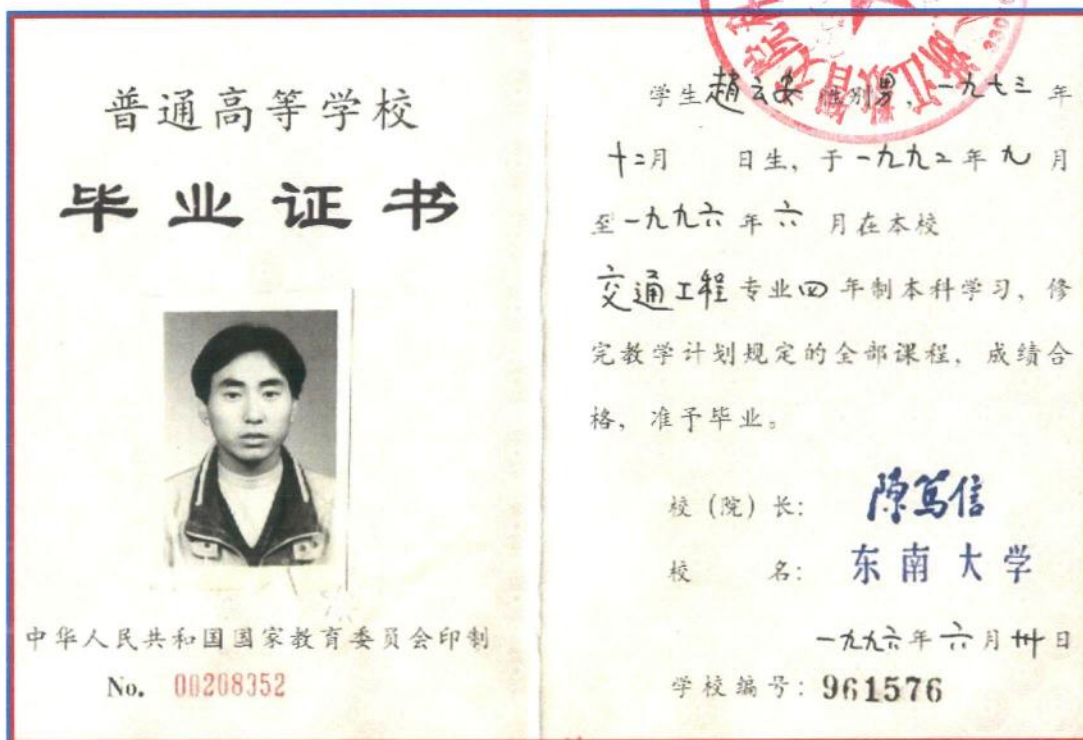 普通高等学校
毕业证书
中华人民共和国国家教育委员会印制
No. 00208352
学生赵云安 性别男，一九七三年
十二月 日生，于一九九二年九月
至一九九六年六 月在本校
交通工程专业四年制本科学习，修
完教学计划规定的全部课程，成绩合
格，准予毕业。
校（院）长： 陈笃信
校 名： 东南大学
一九九六年六月卅日
学校编号：961576